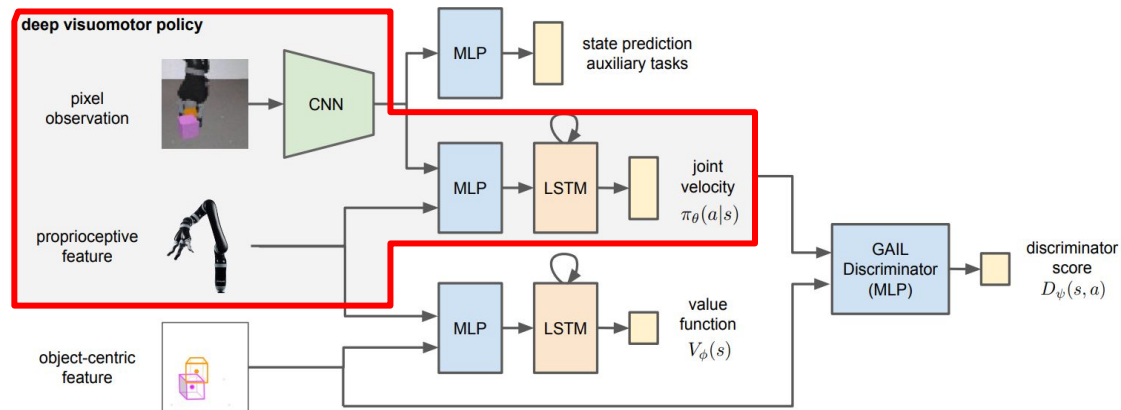 deep visuomotor policy
pixel
observation
CNN
MLP
state prediction
auxiliary tasks
proprioceptive
feature
MLP
LSTM
joint
velocity
πθ(a|s)
object-centric
feature
MLP
LSTM
value
function
Vϕ(s)
GAIL
Discriminator
(MLP)
discriminator
score
Dψ(s, a)